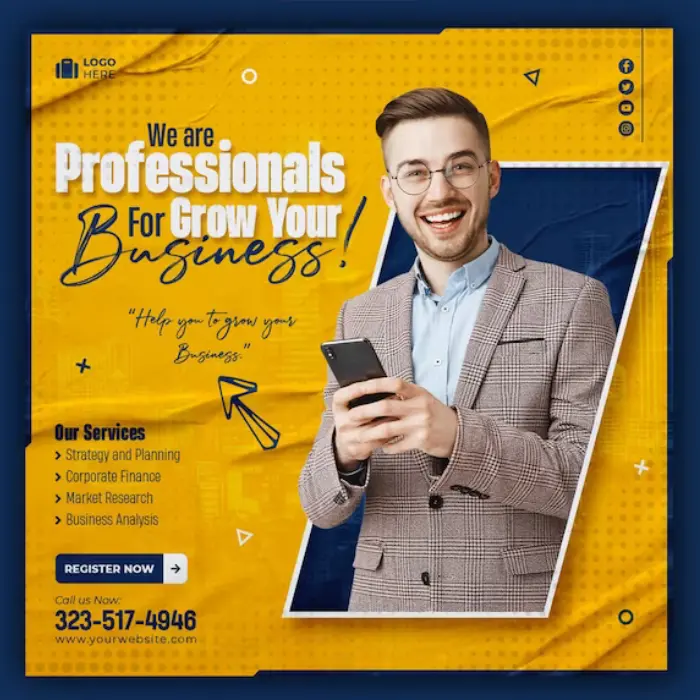 LOGO
HERE
We are
Professionals
For Grow Your
Business!
"Help you to grow your
Business."
Our Services
Strategy and Planning
Corporate Finance
Market Research
Business Analysis
REGISTER NOW
Call us Now:
323-517-4946
www.yourwebsite.com